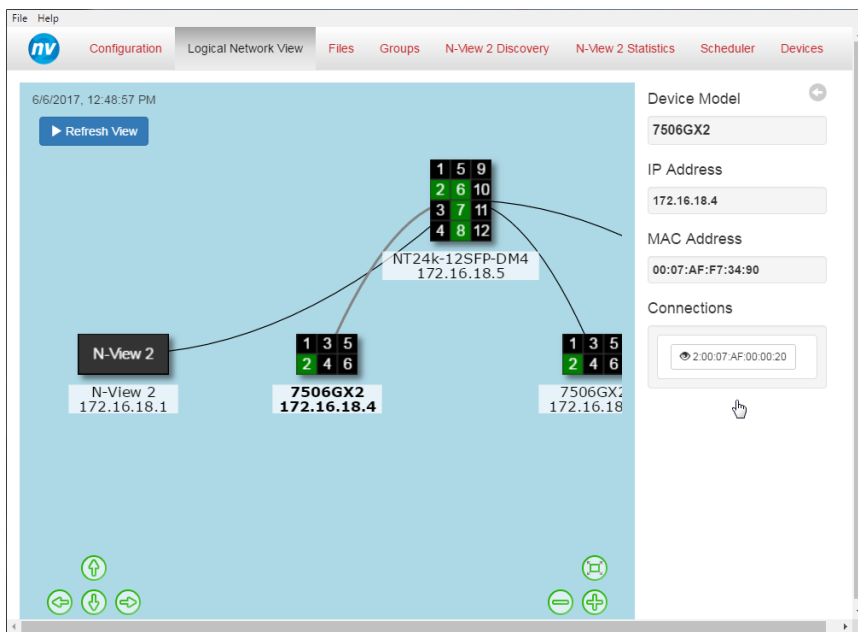 File Help
nv
Configuration Logical Network View Files Groups N-View 2 Discovery N-View 2 Statistics Scheduler Devices
6/6/2017, 12:48:57 PM
Refresh View
1 5 9
2 6 10
3 7 11
4 8 12
NT24k-12SFP-DM4
172.16.18.5
N-View 2
N-View 2
172.16.18.1
1 3 5
2 4 6
7506GX2
172.16.18.4
1 3 5
2 4 6
7506GX2
172.16.18
Device Model
7506GX2
IP Address
172.16.18.4
MAC Address
00:07:AF:F7:34:90
Connections
2:00:07:AF:00:00:20